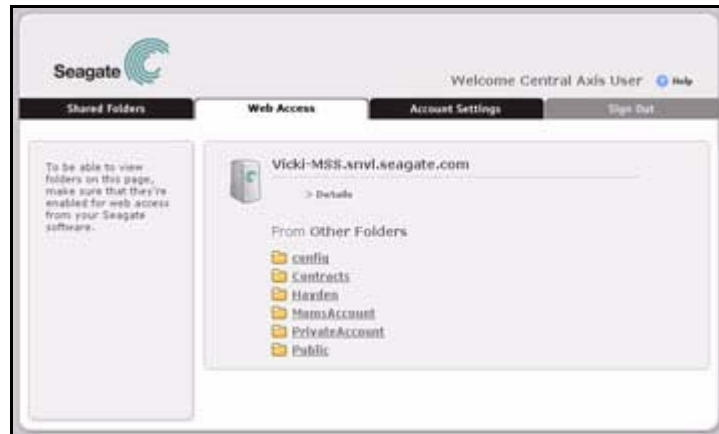 Seagate
Welcome Central Axis User
Help
Shared Folders
Web Access
Account Settings
Sign Out
To be able to view
folders on this page,
make sure that they're
enabled for web access
from your Seagate
software.
Vicki-MSS.snvl.seagate.com
> Details
From Other Folders
config
Contracts
Hayden
MomsAccount
PrivateAccount
Public